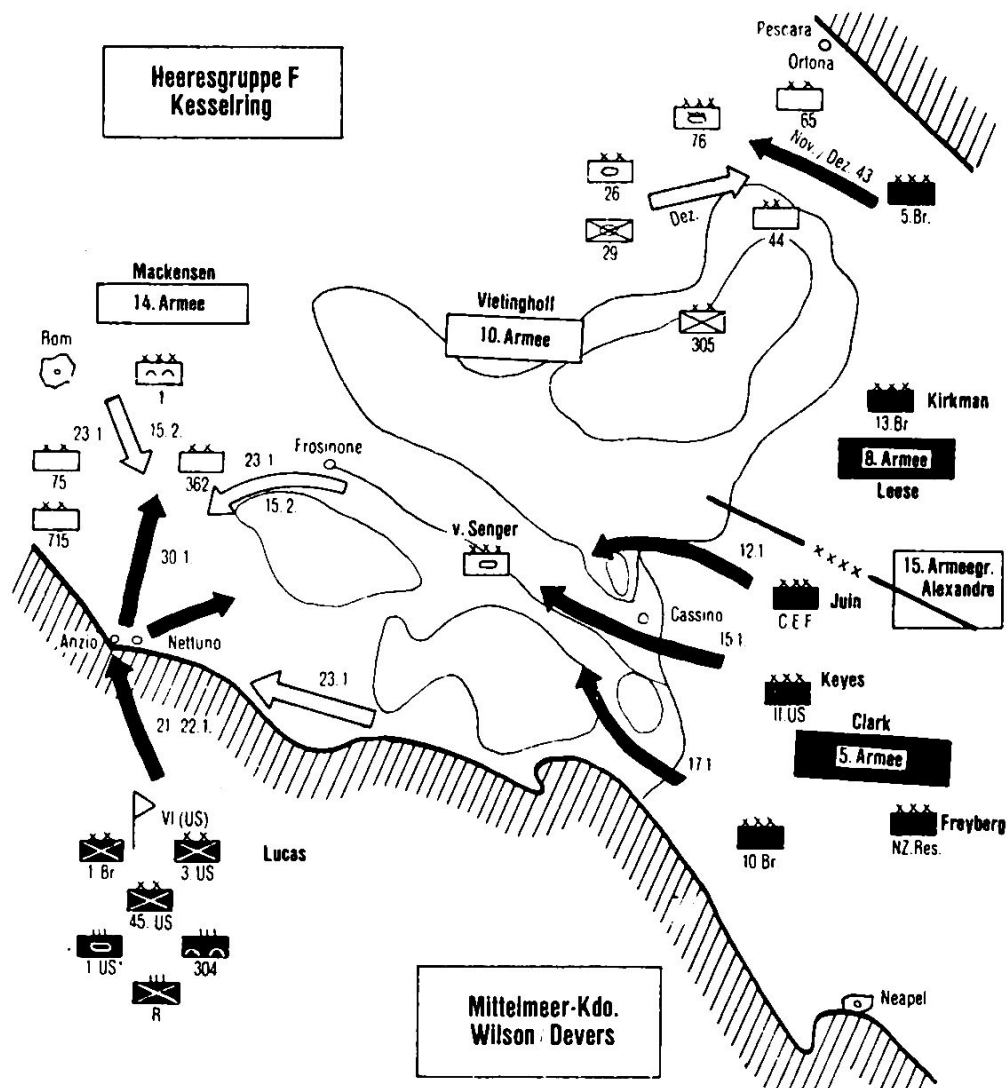 Heeresgruppe F
Kesselring
Pescara
Ortona
65
76
Nov./Dez. 43
26
Dez.
29
5.Br.
44
Mackensen
14. Armee
Vietinghoff
10. Armee
305
Rom
1
Kirkman
13.Br
8. Armee
Leese
23.1
15.2.
75
362
Frosinone
23.1
15.2.
715
v. Senger
12.1
15. Armeegr.
Alexandre
30.1
Juin
C E F
Cassino
15.1.
Anzio
Nettuno
23.1
Keyes
II.US
Clark
5. Armee
21. 22.1.
17.1
VI (US)
Lucas
1 Br
3. US
10 Br
Freyberg
N.Z. Res.
45. US
1 US
304
R
Mittelmeer-Kdo.
Wilson / Devers
Neapel